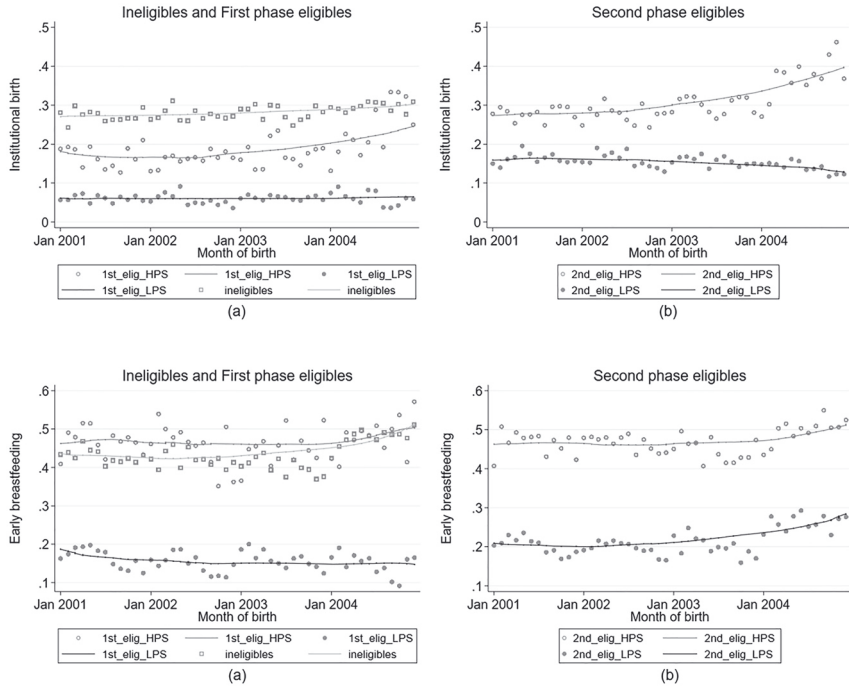 Ineligibles and First phase eligibles
Institutional birth
.5
.4
.3
.2
.1
0
Jan 2001 Jan 2002 Jan 2003 Jan 2004
Month of birth
1st_elig_HPS 1st_elig_HPS 1st_elig_LPS
1st_elig_LPS ineligibles ineligibles
(a)
Second phase eligibles
Institutional birth
.5
.4
.3
.2
.1
0
Jan 2001 Jan 2002 Jan 2003 Jan 2004
Month of birth
2nd_elig_HPS 2nd_elig_HPS
2nd_elig_LPS 2nd_elig_LPS
(b)
Ineligibles and First phase eligibles
Early breastfeeding
.6
.5
.4
.3
.2
.1
Jan 2001 Jan 2002 Jan 2003 Jan 2004
Month of birth
1st_elig_HPS 1st_elig_HPS 1st_elig_LPS
1st_elig_LPS ineligibles ineligibles
(a)
Second phase eligibles
Early breastfeeding
.6
.5
.4
.3
.2
.1
Jan 2001 Jan 2002 Jan 2003 Jan 2004
Month of birth
2nd_elig_HPS 2nd_elig_HPS
2nd_elig_LPS 2nd_elig_LPS
(b)